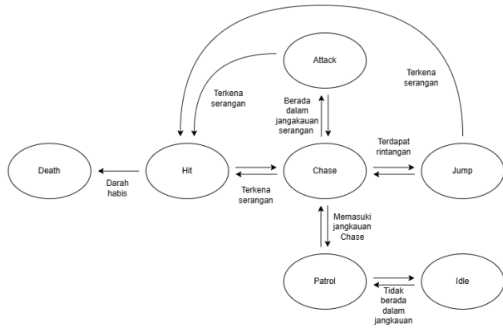 Attack
Terkena
serangan
Berada
dalam
jangakauan
serangan
Terkena
serangan
Death
Darah
habis
Hit
Terkena
serangan
Chase
Terdapat
rintangan
Jump
Memasuki
jangkauan
Chase
Patrol
Tidak
berada
dalam
jangkauan
Idle